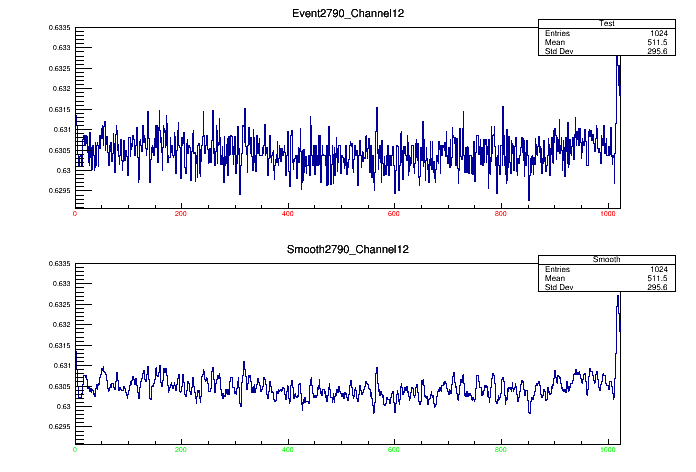 Event2790_Channel12
Test
Entries 1024
Mean 511.5
Std Dev 295.6
0.6335
0.633
0.6325
0.632
0.6315
0.631
0.6305
0.63
0.6295
0 200 400 600 800 1000
Smooth2790_Channel12
Smooth
Entries 1024
Mean 511.5
Std Dev 295.6
0.6335
0.633
0.6325
0.632
0.6315
0.631
0.6305
0.63
0.6295
0 200 400 600 800 1000